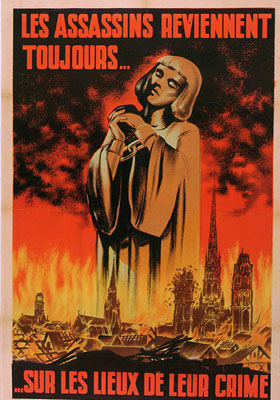 LES ASSASSINS REVIENNENT
TOUJOURS...
...SUR LES LIEUX DE LEUR CRIME